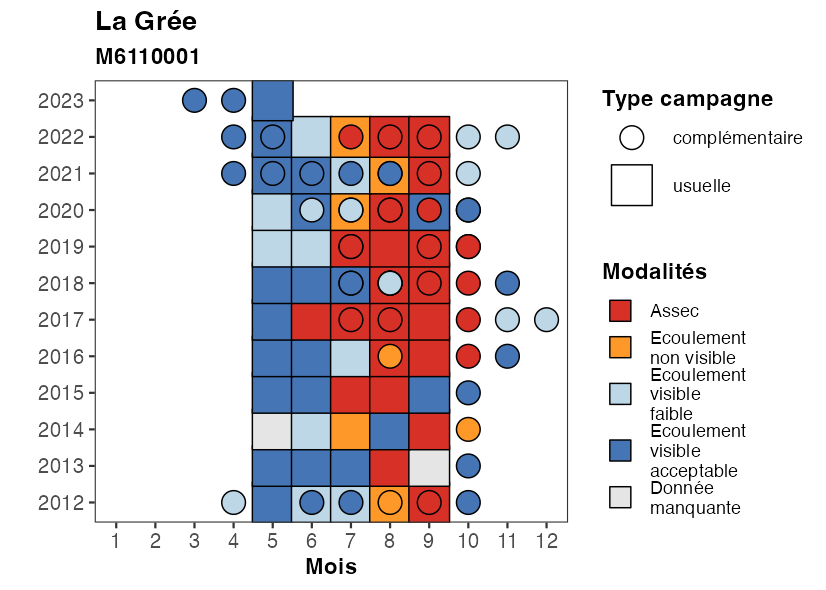 La Grée
M6110001
2023
2022
2021
2020
2019
2018
2017
2016
2015
2014
2013
2012
1 2 3 4 5 6 7 8 9 10 11 12
Mois
Type campagne
complémentaire
usuelle
Modalités
Assec
Ecoulement
non visible
Ecoulement
visible
faible
Ecoulement
visible
acceptable
Donnée
manquante